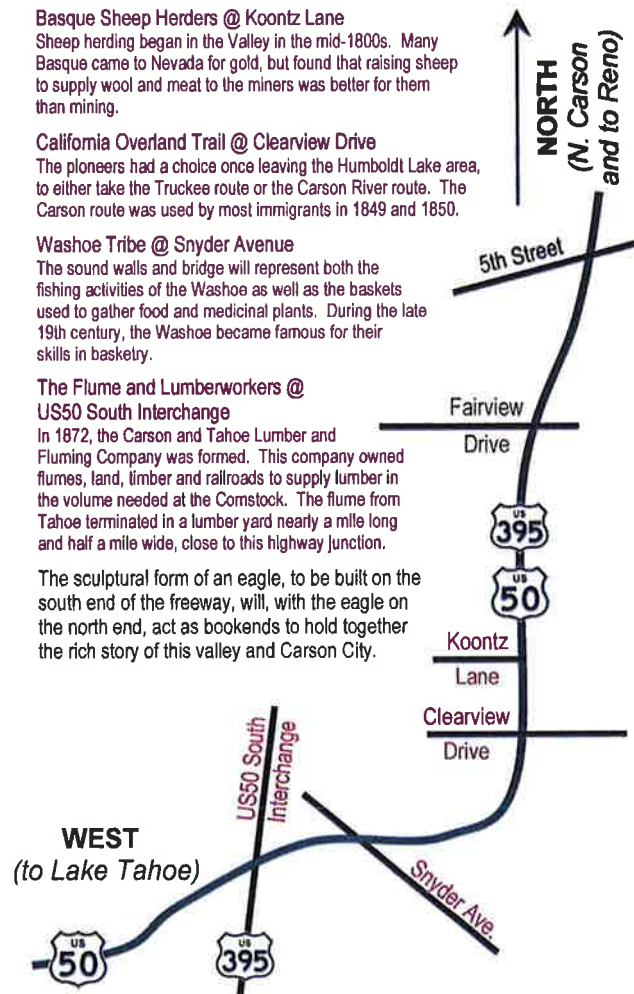 Basque Sheep Herders @ Koontz Lane
Sheep herding began in the Valley in the mid-1800s. Many
Basque came to Nevada for gold, but found that raising sheep
to supply wool and meat to the miners was better for them
than mining.
California Overland Trail @ Clearview Drive
The pioneers had a choice once leaving the Humboldt Lake area,
to either take the Truckee route or the Carson River route. The
Carson route was used by most immigrants in 1849 and 1850.
Washoe Tribe @ Snyder Avenue
The sound walls and bridge will represent both the
fishing activities of the Washoe as well as the baskets
used to gather food and medicinal plants. During the late
19th century, the Washoe became famous for their
skills in basketry.
The Flume and Lumberworkers @
US50 South Interchange
In 1872, the Carson and Tahoe Lumber and
Fluming Company was formed. This company owned
flumes, land, timber and railroads to supply lumber in
the volume needed at the Comstock. The flume from
Tahoe terminated in a lumber yard nearly a mile long
and half a mile wide, close to this highway junction.
The sculptural form of an eagle, to be built on the
south end of the freeway, will, with the eagle on
the north end, act as bookends to hold together
the rich story of this valley and Carson City.
NORTH
(N. Carson
and to Reno)
5th Street
Fairview
Drive
US
395
US
50
Koontz
Lane
Clearview
Drive
US50 South
Interchange
Snyder Ave.
WEST
(to Lake Tahoe)
US
50
US
395